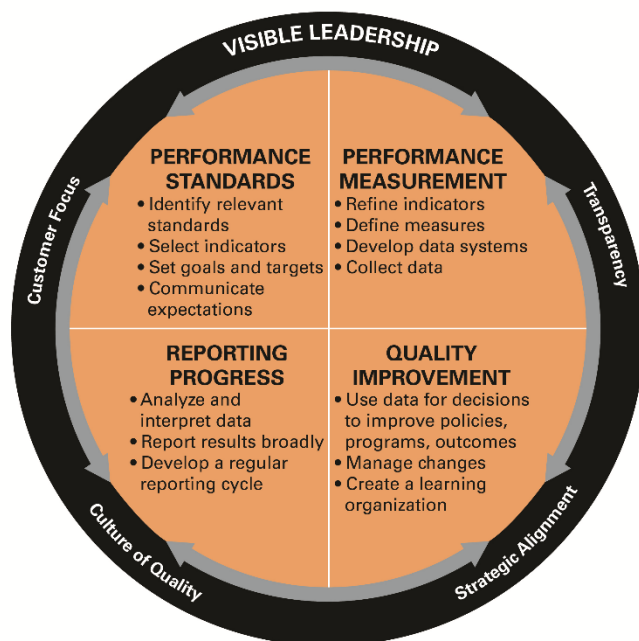 VISIBLE LEADERSHIP
PERFORMANCE
STANDARDS
• Identify relevant
standards
• Select indicators
• Set goals and targets
• Communicate
expectations
PERFORMANCE
MEASUREMENT
• Refine indicators
• Define measures
• Develop data systems
• Collect data
Customer Focus
Transparency
REPORTING
PROGRESS
• Analyze and
interpret data
• Report results broadly
• Develop a regular
reporting cycle
QUALITY
IMPROVEMENT
• Use data for decisions
to improve policies,
programs, outcomes
• Manage changes
• Create a learning
organization
Culture of Quality
Strategic Alignment